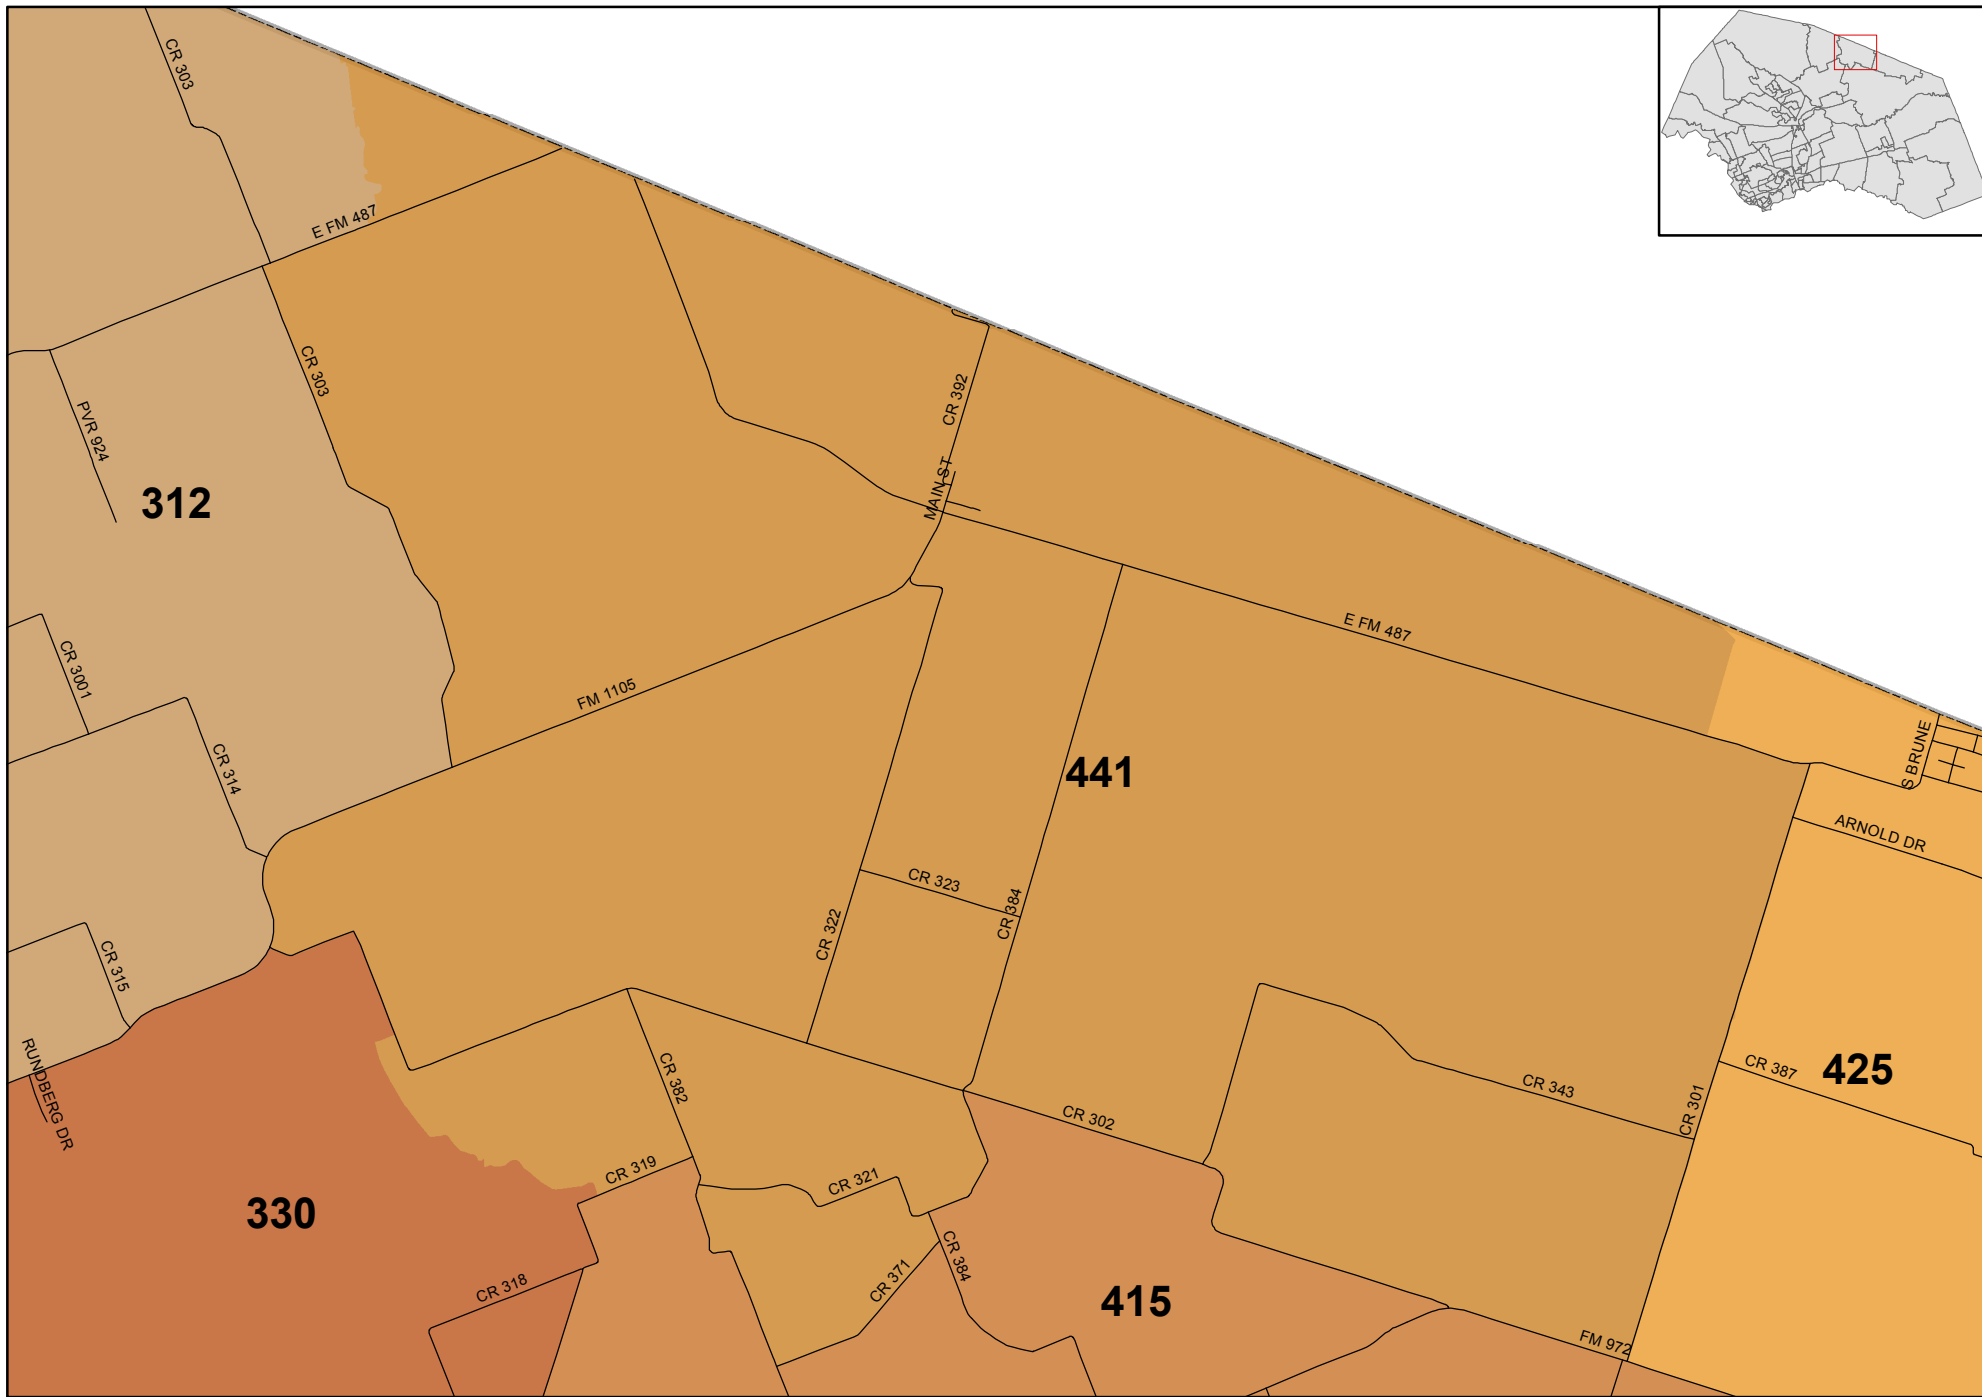 CR 303
E FM 487
CR 303
CR 392
PVR 924
312
MAIN ST
E FM 487
CR 3001
FM 1105
CR 314
441
S BRUNE
ARNOLD DR
CR 323
CR 384
CR 322
CR 315
RUNDBERG DR
CR 382
CR 302
CR 343
CR 301
CR 387
425
CR 319
CR 321
330
CR 384
CR 371
CR 318
415
FM 972